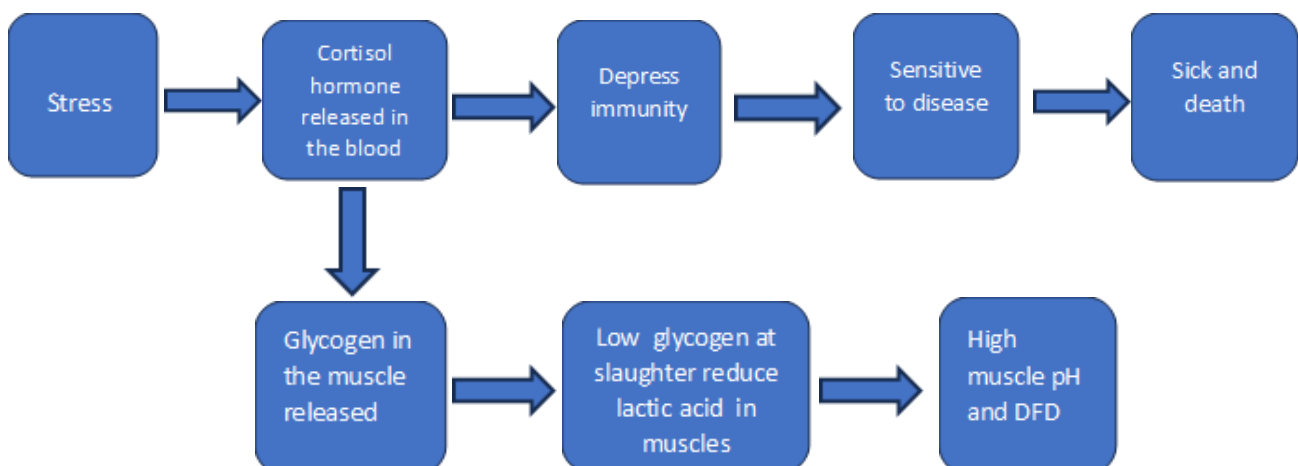 Stress
Cortisol
hormone
released in
the blood
Depress
immunity
Sensitive
to disease
Sick and
death
Glycogen in
the muscle
released
Low glycogen at
slaughter reduce
lactic acid in
muscles
High
muscle pH
and DFD